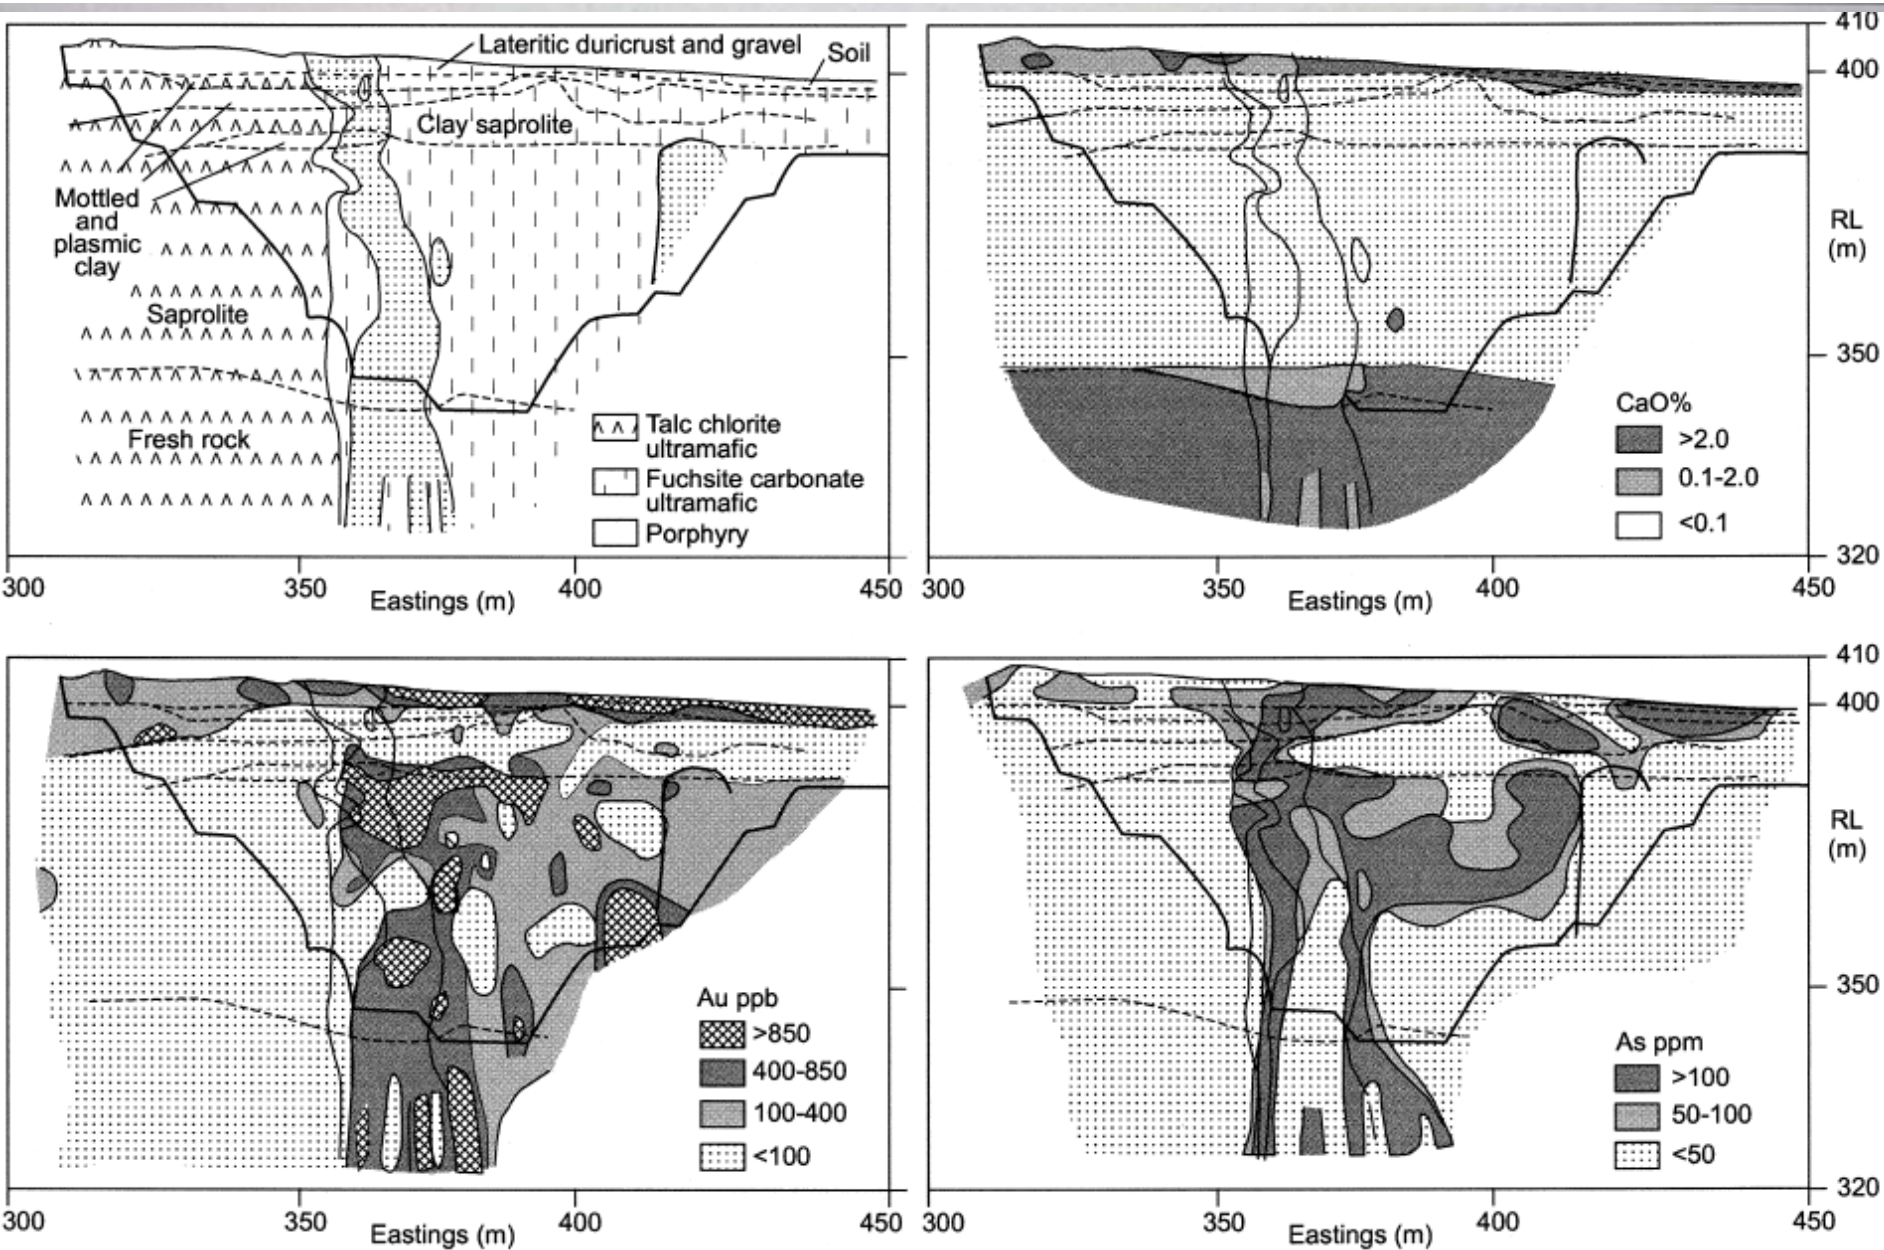 Lateritic duricrust and gravel
Soil
Clay saprolite
Mottled
and
plasmic
clay
Saprolite
Fresh rock
Talc chlorite
ultramafic
Fuchsite carbonate
ultramafic
Porphyry
300
350
400
450
Eastings (m)
410
400
RL
(m)
350
CaO%
>2.0
0.1-2.0
<0.1
320
300
350
400
450
Eastings (m)
Au ppb
>850
400-850
100-400
<100
300
350
400
450
Eastings (m)
410
400
RL
(m)
350
As ppm
>100
50-100
<50
320
300
350
400
450
Eastings (m)